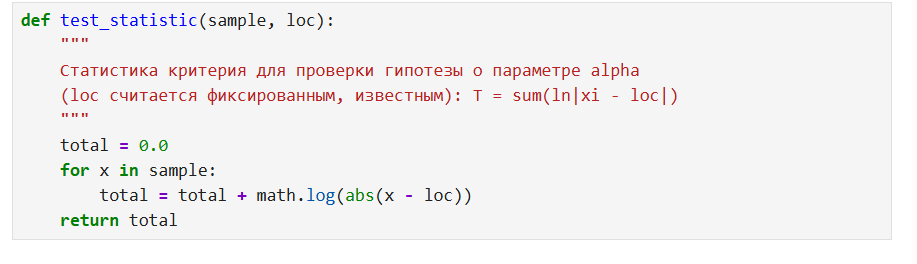 def test_statistic(sample, loc):
    """
    Статистика критерия для проверки гипотезы о параметре alpha
    (loc считается фиксированным, известным): T = sum(ln|xi - loc|)
    """
    total = 0.0
    for x in sample:
        total = total + math.log(abs(x - loc))
    return total